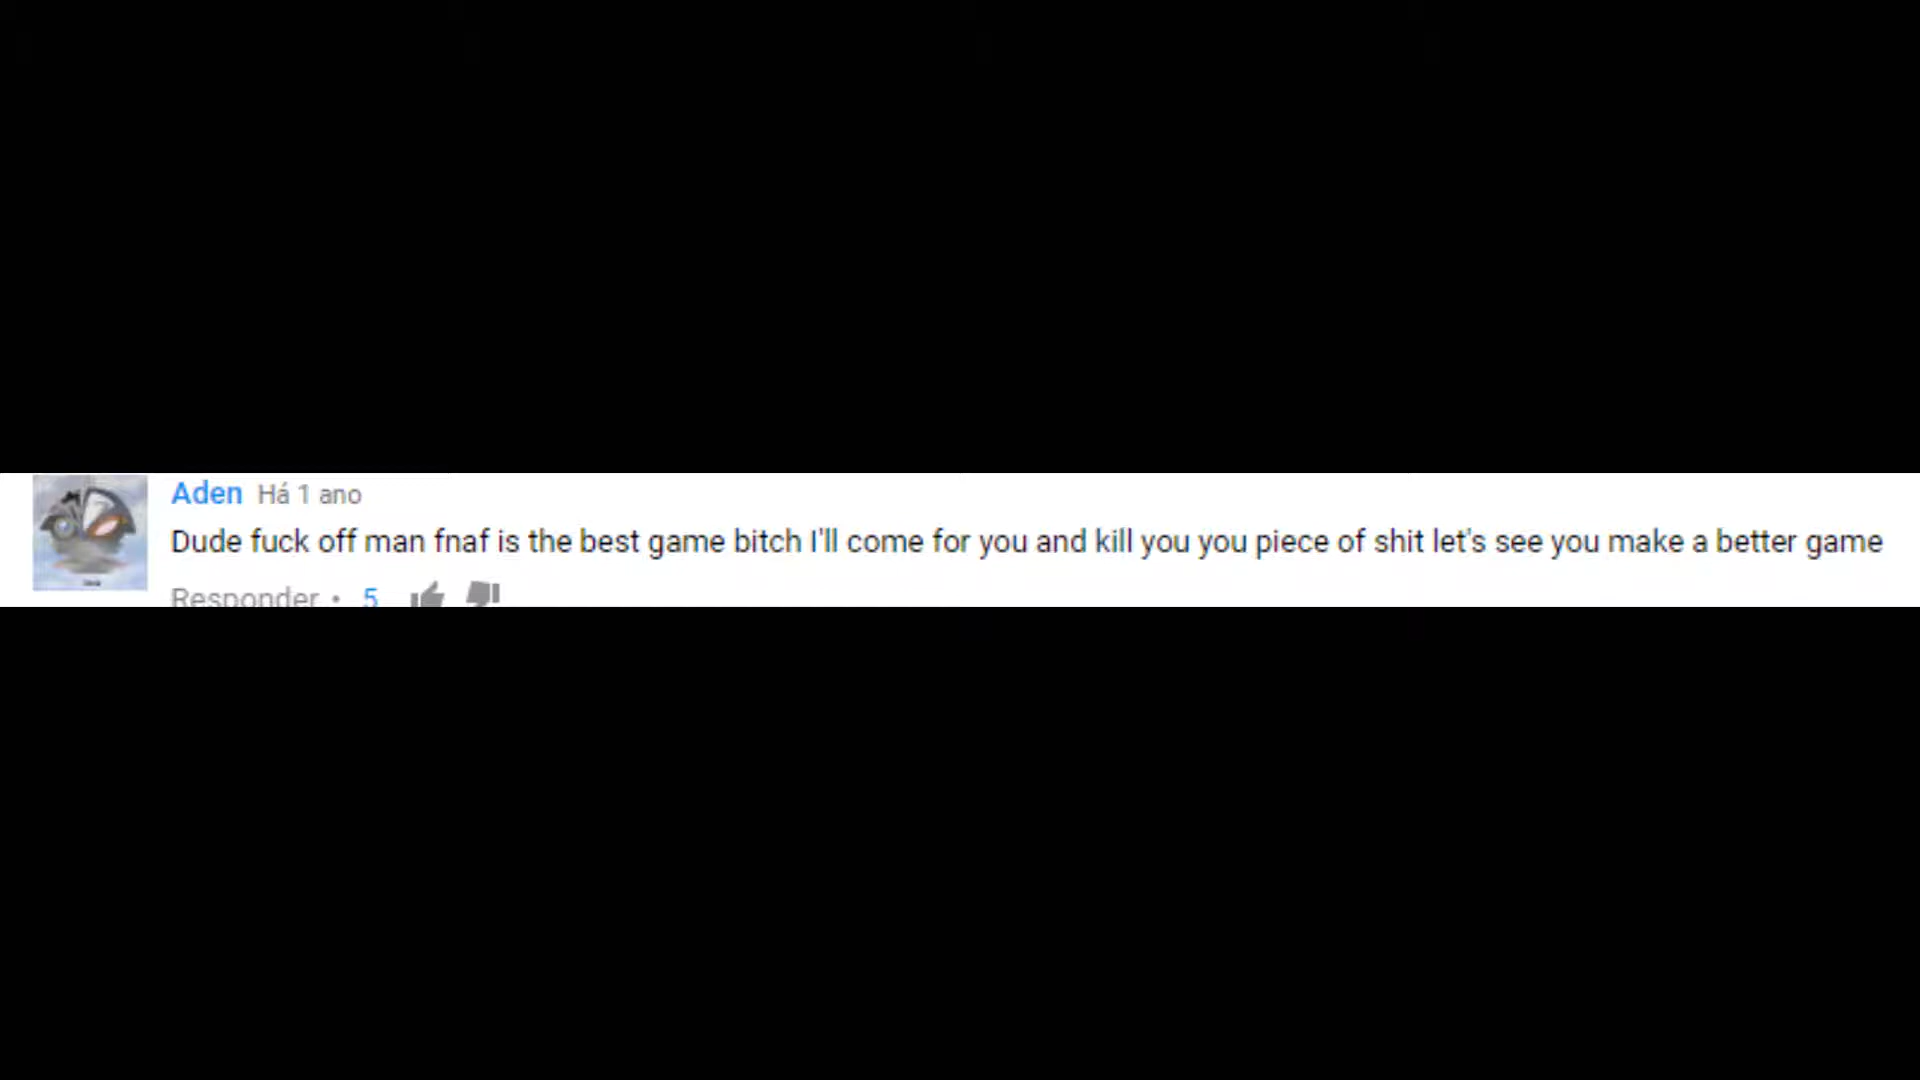 Aden Há 1 ano
Dude fuck off man fnaf is the best game bitch I'll come for you and kill you you piece of shit let's see you make a better game
Responder • 5